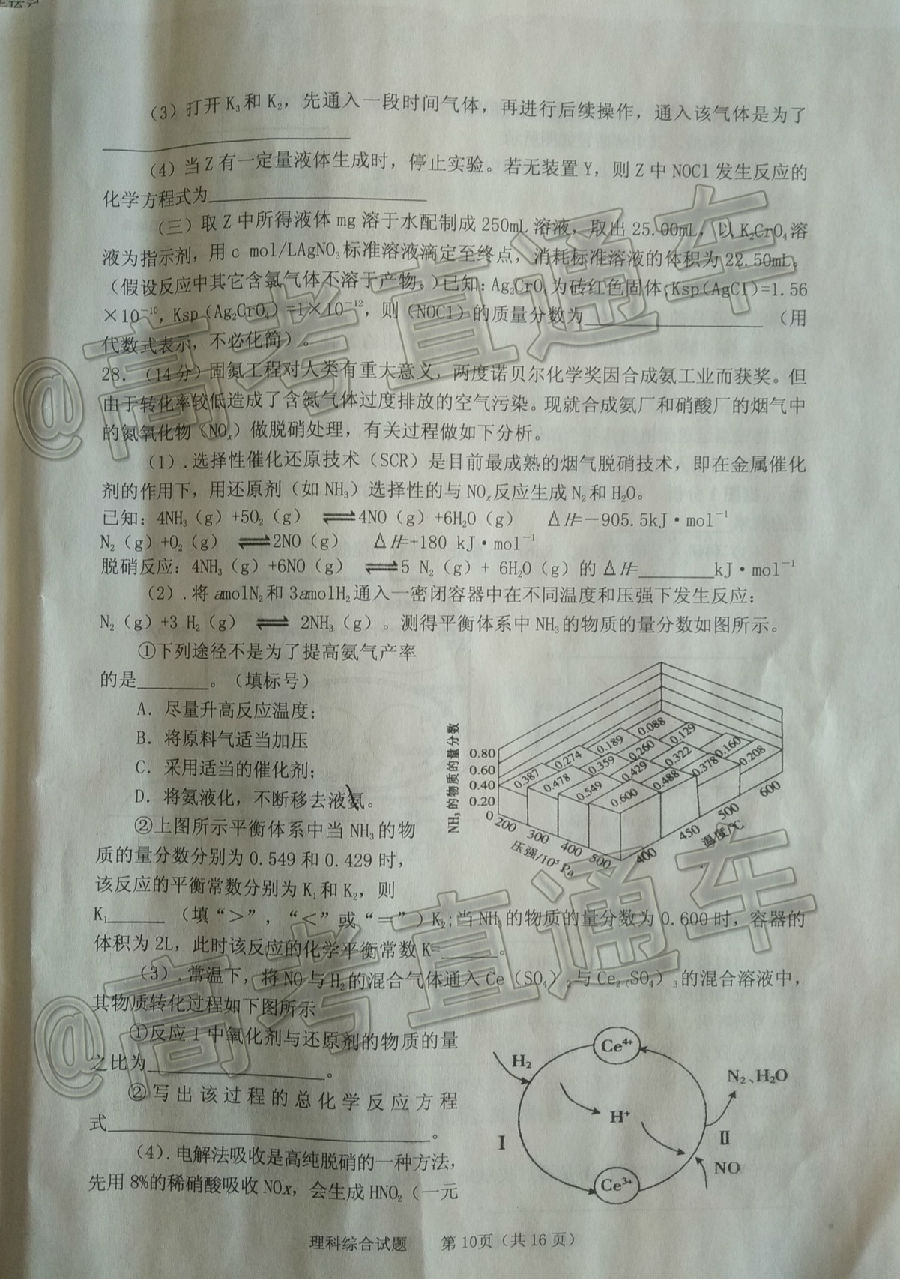 (3)打开K₃和K₂，先通入一段时间气体，再进行后续操作，通入该气体是为了
(4)当Z有一定量液体生成时，停止实验。若无装置Y，则Z中NOCl发生反应的
化学方程式为
(三)取Z中所得液体mg溶于水配制成250mL溶液，取出25.00mL，以K₂CrO₄溶
液为指示剂，用c mol/LAgNO₃标准溶液滴定至终点，消耗标准溶液的体积为22.50mL。
(假设反应中其它含氯气体不溶于产物。)已知：Ag₂CrO₄为砖红色固体；Ksp(AgCl)=1.56
×10⁻¹⁰，Ksp(Ag₂CrO₄)=1×10⁻¹²，则(NOCl)的质量分数为 (用
代数式表示，不必化简)。
28. (14分)固氮工程对人类有重大意义，两度诺贝尔化学奖因合成氨工业而获奖。但
由于转化率较低造成了含氮气体过度排放的空气污染。现就合成氨厂和硝酸厂的烟气中
的氮氧化物(NOₓ)做脱硝处理，有关过程做如下分析。
(1).选择性催化还原技术(SCR)是目前最成熟的烟气脱硝技术，即在金属催化
剂的作用下，用还原剂(如NH₃)选择性的与NOₓ反应生成N₂和H₂O。
已知：4NH₃(g)+5O₂(g) ⇌4NO(g)+6H₂O(g) ΔH=-905.5kJ·mol⁻¹
N₂(g)+O₂(g) ⇌2NO(g) ΔH=+180 kJ·mol⁻¹
脱硝反应：4NH₃(g)+6NO(g) ⇌5 N₂(g)+ 6H₂O(g)的ΔH= kJ·mol⁻¹
(2).将amolN₂和3amolH₂通入一密闭容器中在不同温度和压强下发生反应：
N₂(g)+3 H₂(g) ⇌ 2NH₃(g)。测得平衡体系中NH₃的物质的量分数如图所示。
①下列途径不是为了提高氨气产率
的是 。(填标号)
A. 尽量升高反应温度；
B. 将原料气适当加压
C. 采用适当的催化剂；
D. 将氨液化，不断移去液氨。
NH₃的物质的量分数
0.80
0.60
0.40
0.20
0
0.387 0.274 0.189 0.088
0.478 0.359 0.260 0.129
0.549 0.429 0.322 0.160
0.600 0.488 0.378 0.208
200 300 400 500
压强/10⁵ Pa
400 450 500 600
温度/℃
②上图所示平衡体系中当NH₃的物
质的量分数分别为0.549和0.429时，
该反应的平衡常数分别为K₁和K₂，则
K₁ (填“>”，“<”或“=”)K₂；当NH₃的物质的量分数为0.600时，容器的
体积为2L，此时该反应的化学平衡常数K= 。
(3).常温下，将NO与H₂的混合气体通入Ce(SO₄)₂与Ce₂(SO₄)₃的混合溶液中，
其物质转化过程如下图所示
①反应I中氧化剂与还原剂的物质的量
之比为 。
②写出该过程的总化学反应方程
式 。
H₂
Ce⁴⁺
N₂、H₂O
H⁺
I
II
NO
Ce³⁺
(4).电解法吸收是高纯脱硝的一种方法，
先用8%的稀硝酸吸收NOx，会生成HNO₂(一元
理科综合试题 第10页(共16页)
@高考直通车
@高考直通车